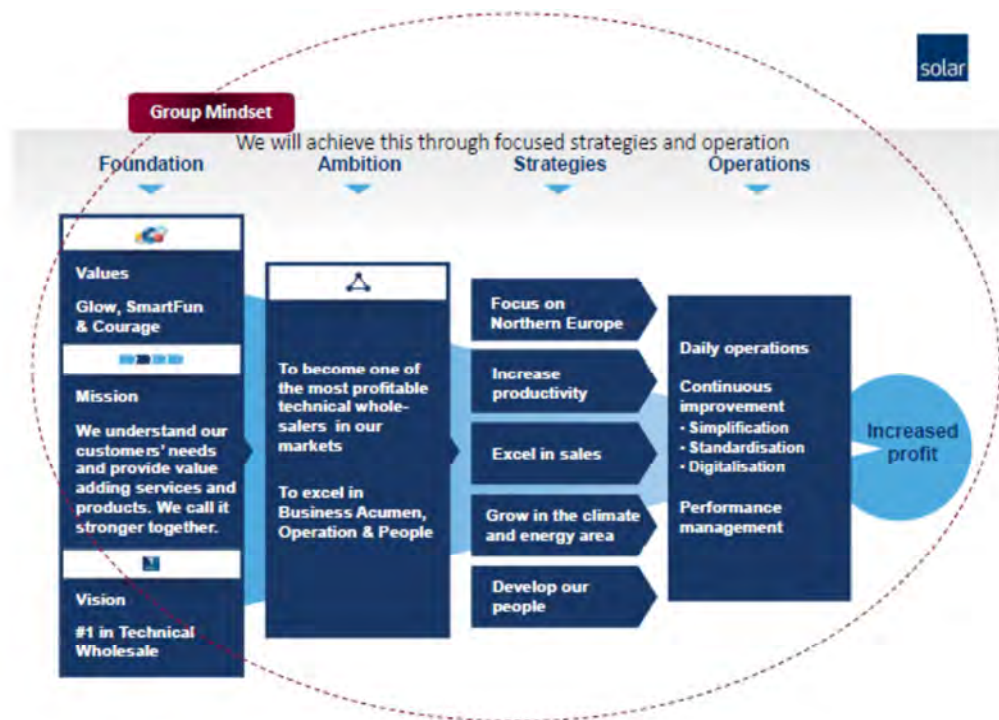 solar
Group Mindset
We will achieve this through focused strategies and operation
Foundation
Ambition
Strategies
Operations
Values
Glow, SmartFun
& Courage
Mission
We understand our
customers' needs
and provide value
adding services and
products. We call it
stronger together.
Vision
#1 in Technical
Wholesale
To become one of
the most profitable
technical whole-
salers in our
markets
To excel in
Business Acumen,
Operation & People
Focus on
Northern Europe
Increase
productivity
Excel in sales
Grow in the climate
and energy area
Develop our
people
Daily operations
Continuous
improvement
• Simplification
• Standardisation
• Digitalisation
Performance
management
Increased
profit